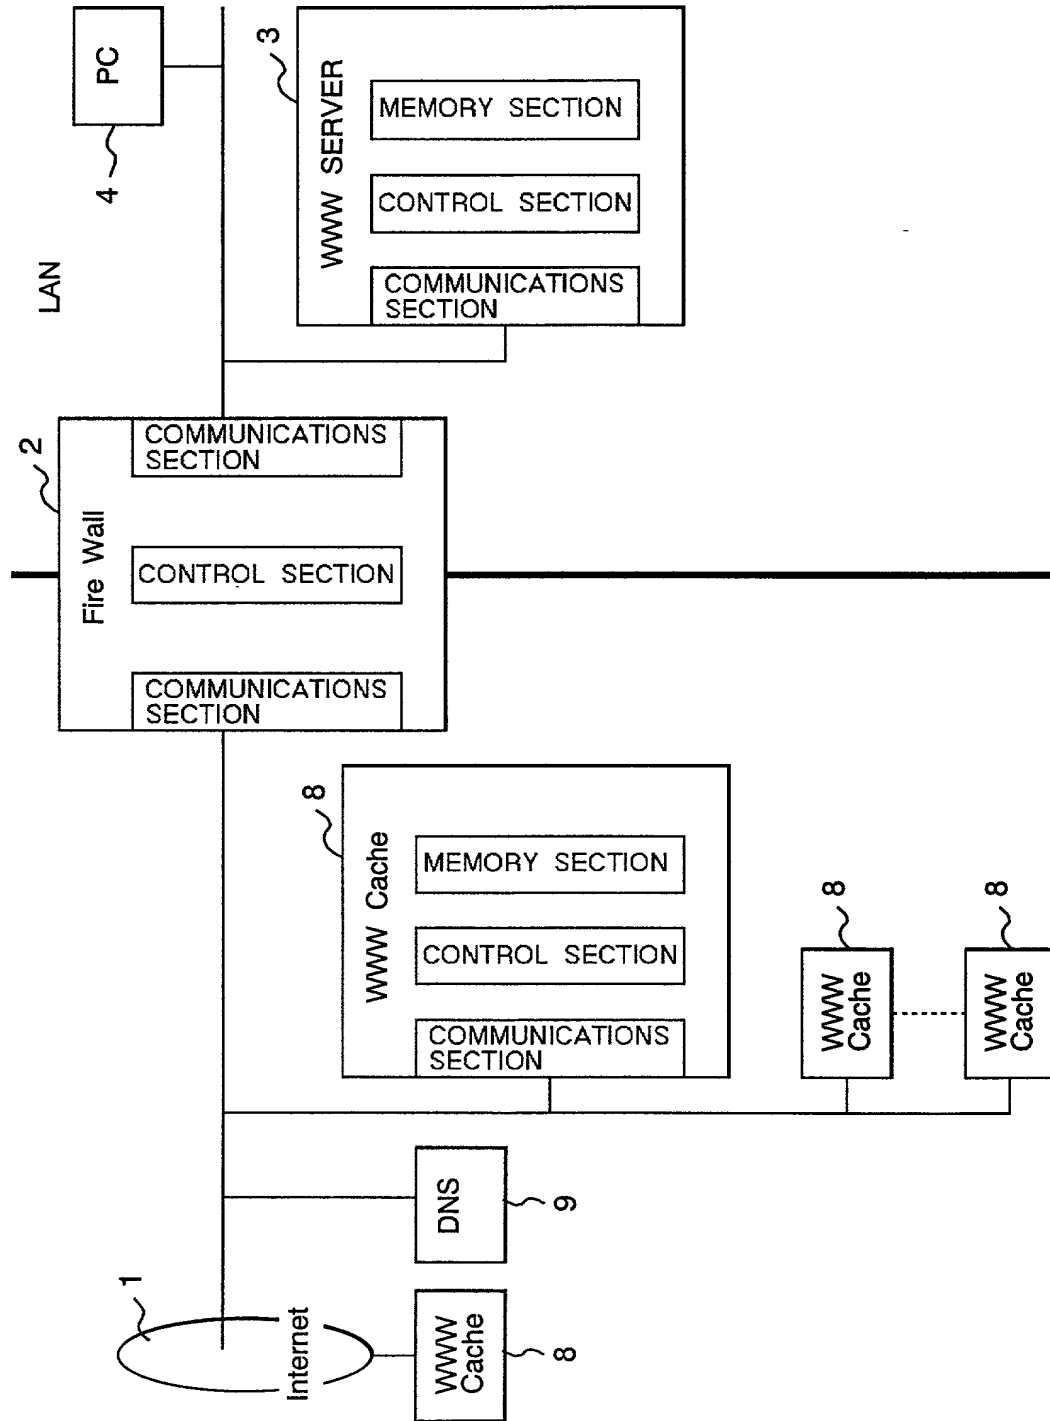 1
Internet
WWW
Cache
8
DNS
9
8
WWW Cache
COMMUNICATIONS
SECTION
CONTROL SECTION
MEMORY SECTION
WWW
Cache
8
WWW
Cache
8
2
Fire Wall
COMMUNICATIONS
SECTION
CONTROL SECTION
COMMUNICATIONS
SECTION
LAN
4
PC
3
WWW SERVER
COMMUNICATIONS
SECTION
CONTROL SECTION
MEMORY SECTION